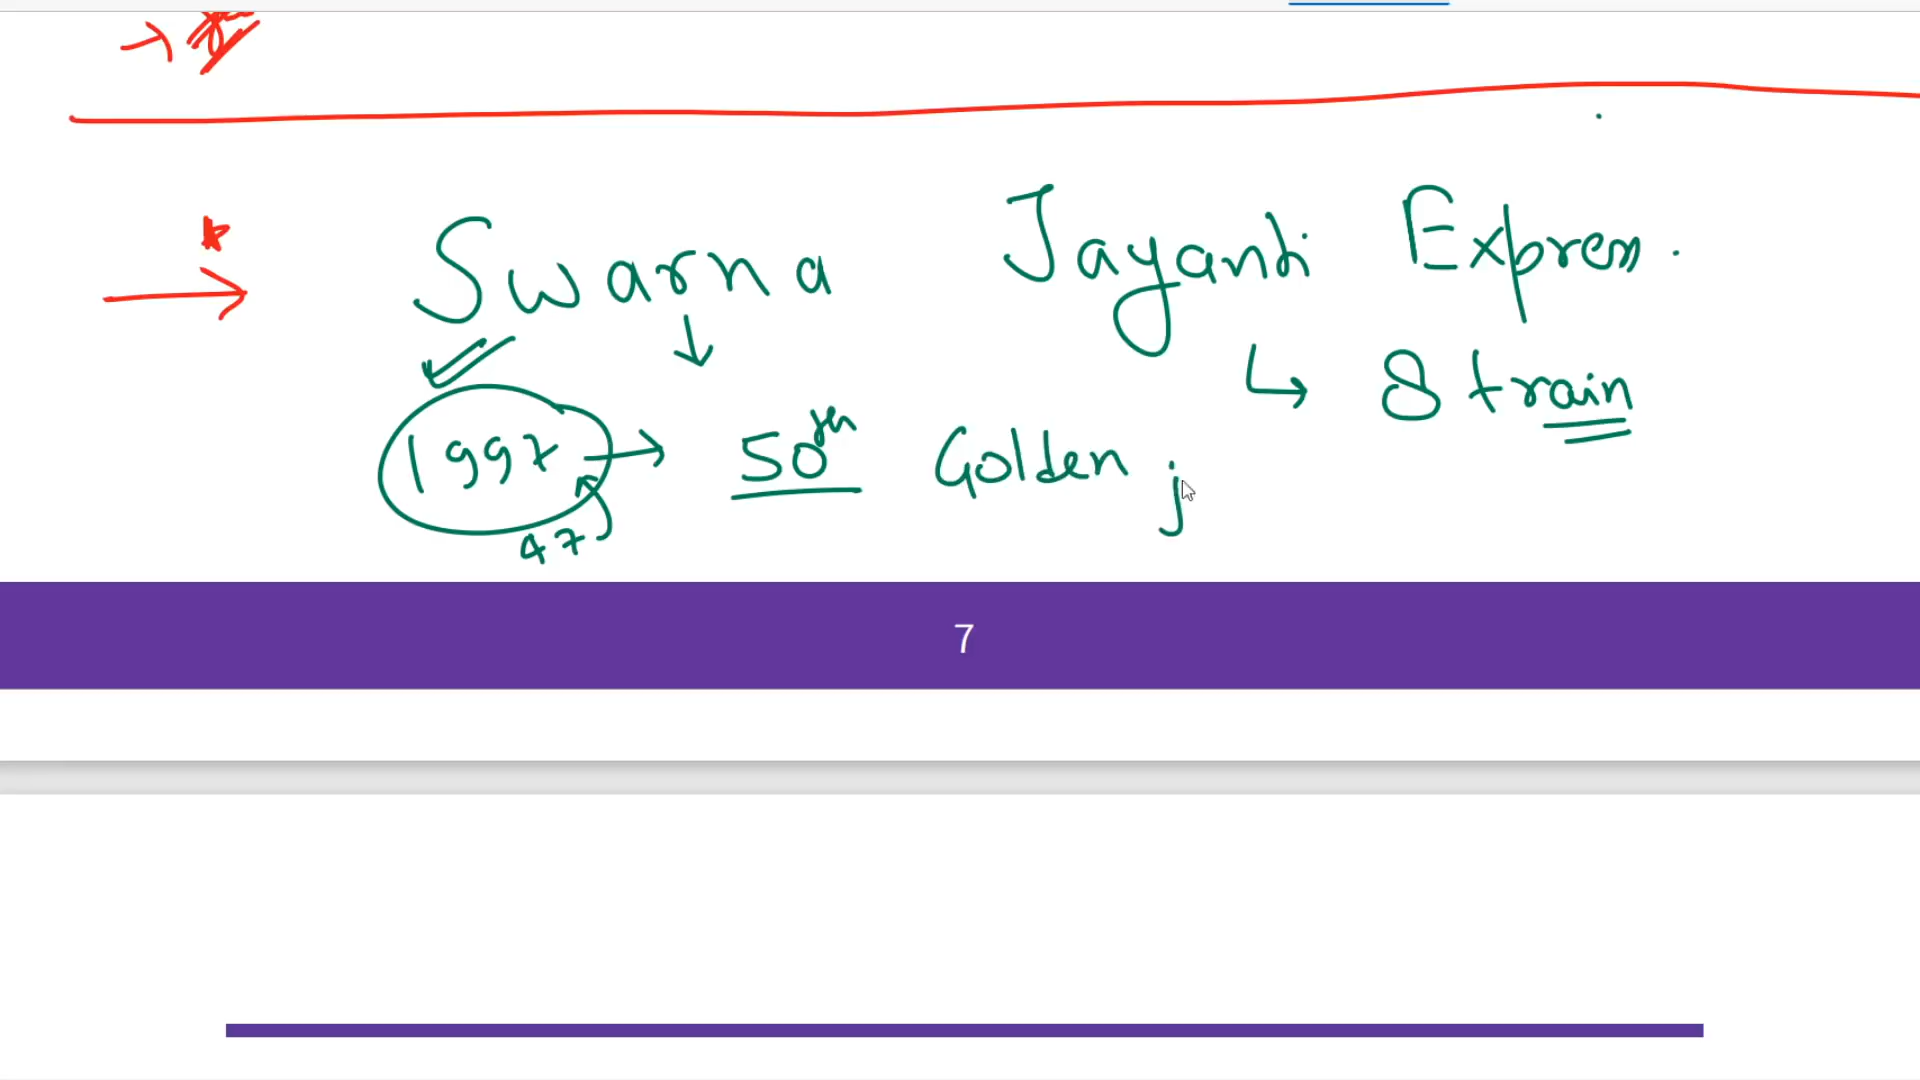 Swarna Jayanti Express.
8 train
1997 → 50th Golden j
47
7